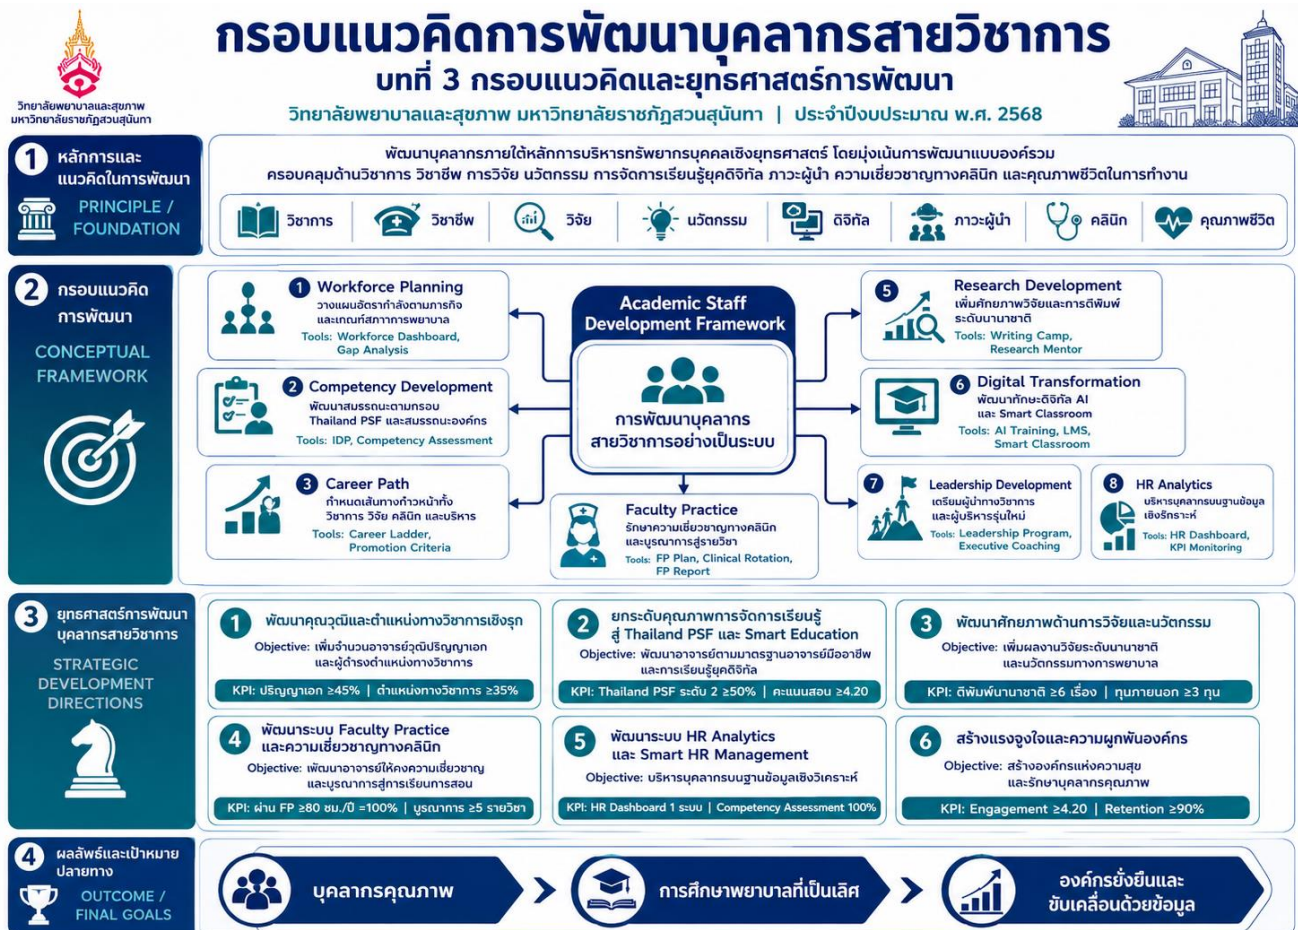 กรอบแนวคิดการพัฒนาบุคลากรสายวิชาการ
บทที่ 3 กรอบแนวคิดและยุทธศาสตร์การพัฒนา
วิทยาลัยพยาบาลและสุขภาพ มหาวิทยาลัยราชภัฏสวนสุนันทา | ประจำปีงบประมาณ พ.ศ. 2568
วิทยาลัยพยาบาลและสุขภาพ
มหาวิทยาลัยราชภัฏสวนสุนันทา
1 หลักการและ
แนวคิดในการพัฒนา
PRINCIPLE /
FOUNDATION
พัฒนาบุคลากรภายใต้หลักการบริหารทรัพยากรบุคคลเชิงยุทธศาสตร์ โดยมุ่งเน้นการพัฒนาแบบองค์รวม
ครอบคลุมด้านวิชาการ วิชาชีพ การวิจัย นวัตกรรม การจัดการเรียนรู้ยุคดิจิทัล ภาวะผู้นำ ความเชี่ยวชาญทางคลินิก และคุณภาพชีวิตในการทำงาน
วิชาการ
วิชาชีพ
วิจัย
นวัตกรรม
ดิจิทัล
ภาวะผู้นำ
คลินิก
คุณภาพชีวิต
2 กรอบแนวคิด
การพัฒนา
CONCEPTUAL
FRAMEWORK
1 Workforce Planning
วางแผนอัตรากำลังตามภารกิจ
และเกณฑ์สภาการพยาบาล
Tools: Workforce Dashboard,
Gap Analysis
2 Competency Development
พัฒนาสมรรถนะตามกรอบ
Thailand PSF และสมรรถนะองค์กร
Tools: IDP, Competency Assessment
3 Career Path
กำหนดเส้นทางก้าวหน้าทั้ง
วิชาการ วิจัย คลินิก และบริหาร
Tools: Career Ladder,
Promotion Criteria
Academic Staff
Development Framework
การพัฒนาบุคลากร
สายวิชาการอย่างเป็นระบบ
Faculty Practice
รักษาความเชี่ยวชาญทางคลินิก
และบูรณาการสู่รายวิชา
Tools: FP Plan, Clinical Rotation,
FP Report
5 Research Development
เพิ่มศักยภาพวิจัยและการตีพิมพ์
ระดับนานาชาติ
Tools: Writing Camp,
Research Mentor
6 Digital Transformation
พัฒนาทักษะดิจิทัล AI
และ Smart Classroom
Tools: AI Training, LMS,
Smart Classroom
7 Leadership Development
เตรียมผู้นำทางวิชาการ
และผู้บริหารรุ่นใหม่
Tools: Leadership Program,
Executive Coaching
8 HR Analytics
บริหารบุคลากรบนฐานข้อมูล
Tools: HR Dashboard,
KPI Monitoring
3 ยุทธศาสตร์การพัฒนา
บุคลากรสายวิชาการ
STRATEGIC
DEVELOPMENT
DIRECTIONS
1 พัฒนาคุณวุฒิและตำแหน่งทางวิชาการเชิงรุก
Objective: เพิ่มจำนวนอาจารย์วุฒิปริญญาเอก
และผู้ดำรงตำแหน่งทางวิชาการ
KPI: ปริญญาเอก ≥45% | ตำแหน่งทางวิชาการ ≥35%
2 ยกระดับคุณภาพการจัดการเรียนรู้
สู่ Thailand PSF และ Smart Education
Objective: พัฒนาอาจารย์ตามมาตรฐานอาจารย์มืออาชีพ
และการเรียนรู้ยุคดิจิทัล
KPI: Thailand PSF ระดับ 2 ≥50% | คะแนนสอน ≥4.20
3 พัฒนาศักยภาพด้านการวิจัยและนวัตกรรม
Objective: เพิ่มผลงานวิจัยระดับนานาชาติ
และนวัตกรรมทางการพยาบาล
KPI: ตีพิมพ์นานาชาติ ≥6 เรื่อง | ทุนภายนอก ≥3 ทุน
4 พัฒนาระบบ Faculty Practice
และความเชี่ยวชาญทางคลินิก
Objective: เพัฒนาอาจารย์ให้คงความเชี่ยวชาญ
และบูรณาการสู่การเรียนการสอน
KPI: ผ่าน FP ≥80 ชม./ปี =100% | บูรณาการ ≥5 รายวิชา
5 พัฒนาระบบ HR Analytics
และ Smart HR Management
Objective: บริหารบุคลากรบนฐานข้อมูลเชิงวิเคราะห์
KPI: HR Dashboard 1 ระบบ | Competency Assessment 100%
6 สร้างแรงจูงใจและความผูกพันองค์กร
Objective: สร้างองค์กรแห่งความสุข
และรักษาบุคลากรคุณภาพ
KPI: Engagement ≥4.20 | Retention ≥90%
4 ผลลัพธ์และเป้าหมาย
ปลายทาง
OUTCOME /
FINAL GOALS
บุคลากรคุณภาพ
การศึกษาพยาบาลที่เป็นเลิศ
องค์กรยั่งยืนและ
ขับเคลื่อนด้วยข้อมูล